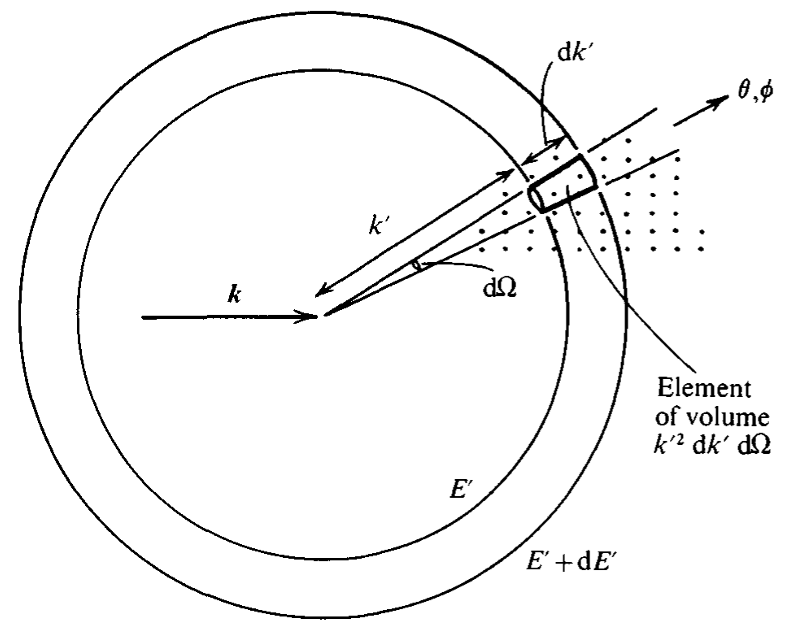 dk′
θ,ϕ
k′
dΩ
k
Element
of volume
k′² dk′ dΩ
E′
E′ + dE′